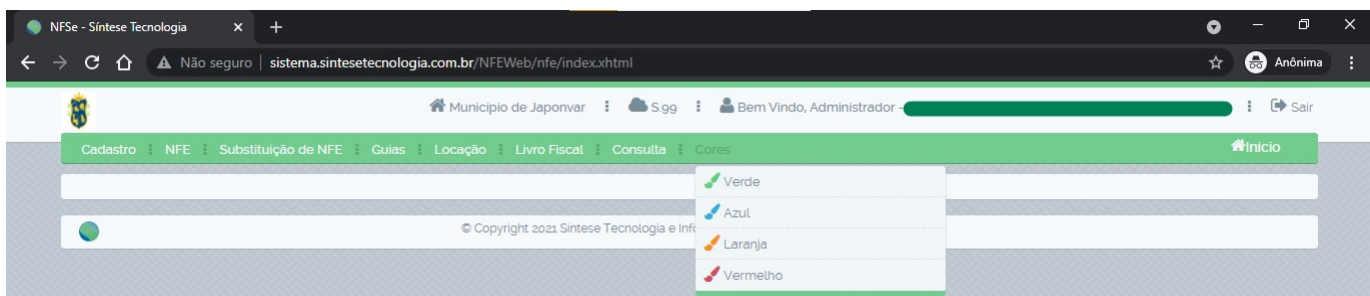 NFSe - Síntese Tecnologia
Não seguro | sistema.sintesetecnologia.com.br/NFEWeb/nfe/index.xhtml
Anônima
Municipio de Japonvar
S.99
Bem Vindo, Administrador -
Sair
Cadastro NFE Substituição de NFE Guias Locação Livro Fiscal Consulta Cores
Início
Verde
Azul
© Copyright 2021 Sintese Tecnologia e
Laranja
Vermelho